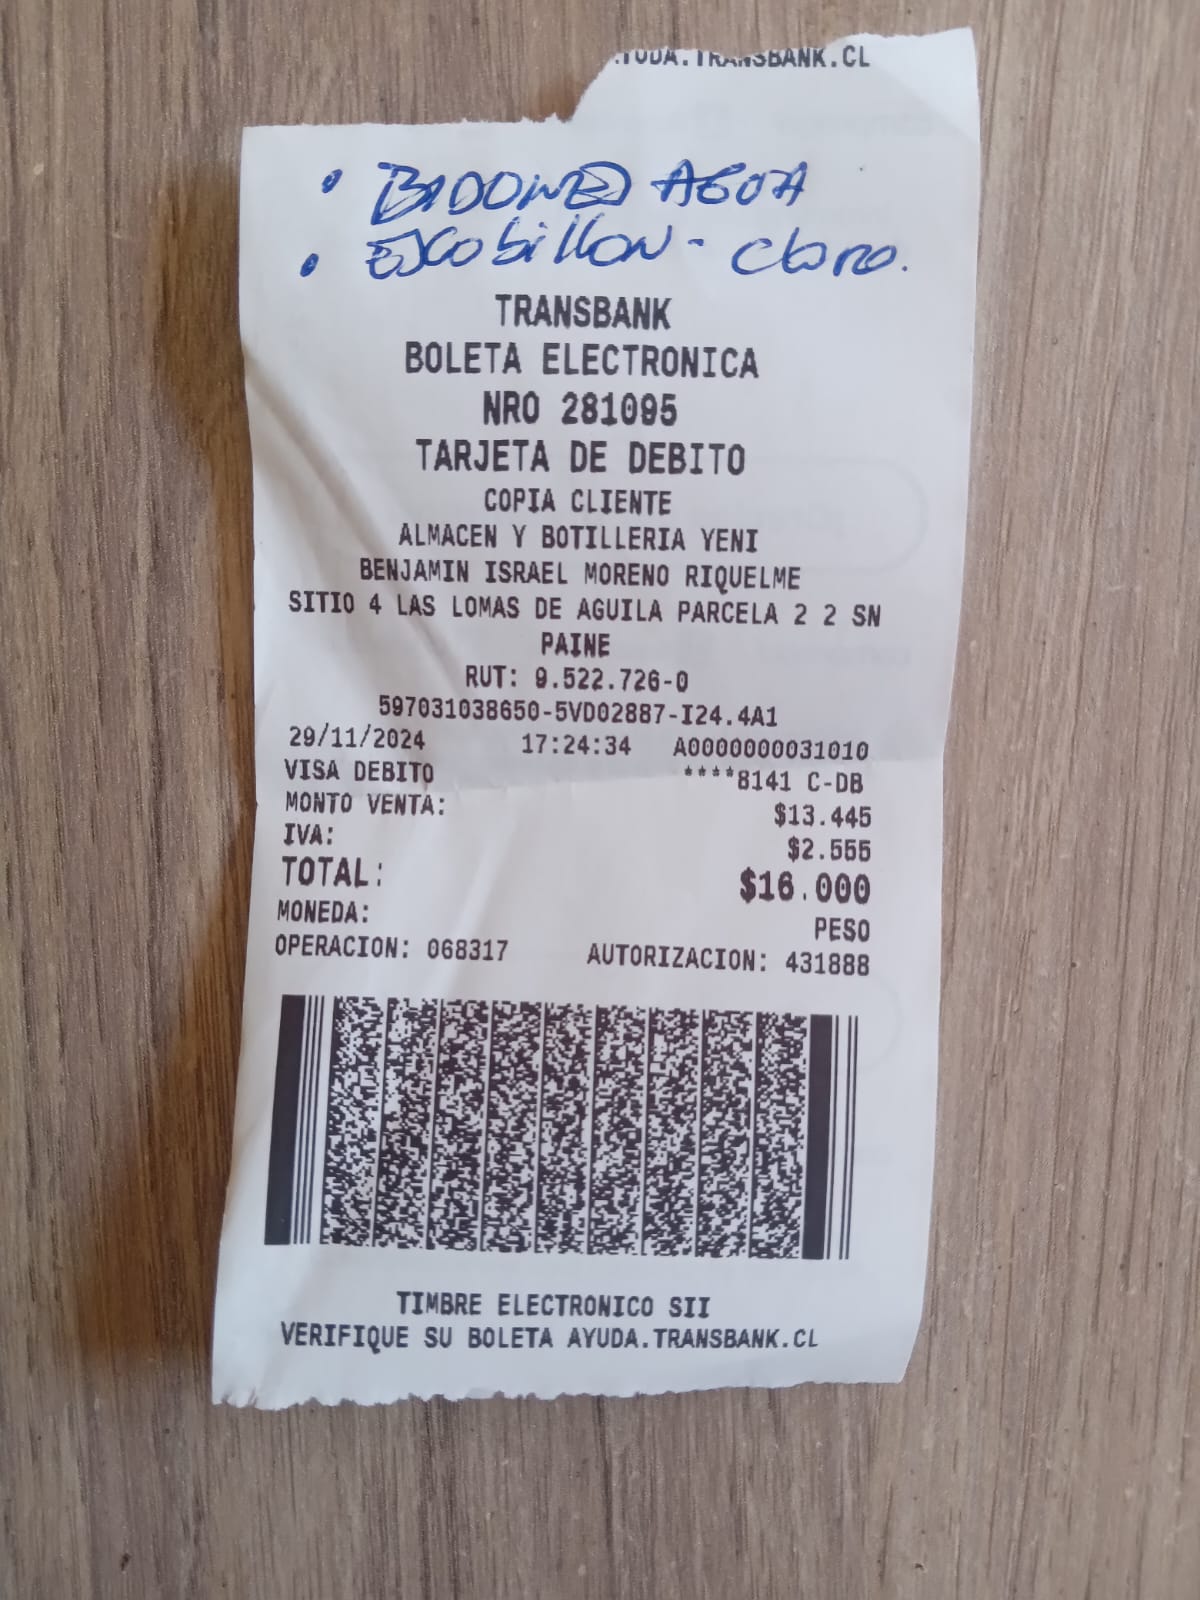 .TRANSBANK.CL
• BIDONES AGUA
• EsCobillon - Cloro.
TRANSBANK
BOLETA ELECTRONICA
NRO 281095
TARJETA DE DEBITO
COPIA CLIENTE
ALMACEN Y BOTILLERIA YENI
BENJAMIN ISRAEL MORENO RIQUELME
SITIO 4 LAS LOMAS DE AGUILA PARCELA 2 2 SN
PAINE
RUT: 9.522.726-0
597031038650-5VD02887-I24.4A1
29/11/2024 17:24:34 A0000000031010
VISA DEBITO ****8141 C-DB
MONTO VENTA: $13.445
IVA: $2.555
TOTAL: $16.000
MONEDA: PESO
OPERACION: 068317 AUTORIZACION: 431888
TIMBRE ELECTRONICO SII
VERIFIQUE SU BOLETA AYUDA.TRANSBANK.CL